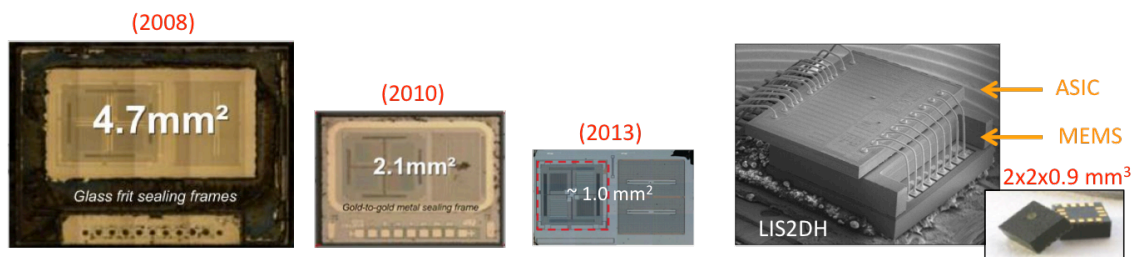 (2008)
4.7mm²
Glass frit sealing frames
(2010)
2.1mm²
Gold-to-gold metal sealing frame
(2013)
~ 1.0 mm²
ASIC
MEMS
LIS2DH
2x2x0.9 mm³